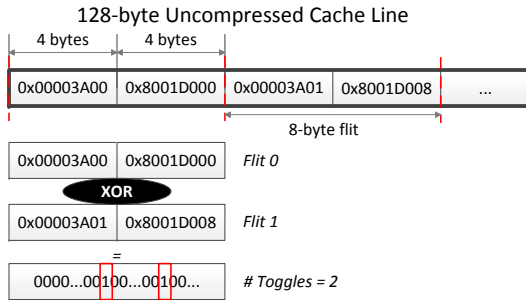 128-byte Uncompressed Cache Line
4 bytes 4 bytes
0x00003A00 0x8001D000 0x00003A01 0x8001D008 ...
8-byte flit
0x00003A00 0x8001D000 Flit 0
XOR
0x00003A01 0x8001D008 Flit 1
=
0000...00100...00100... # Toggles = 2